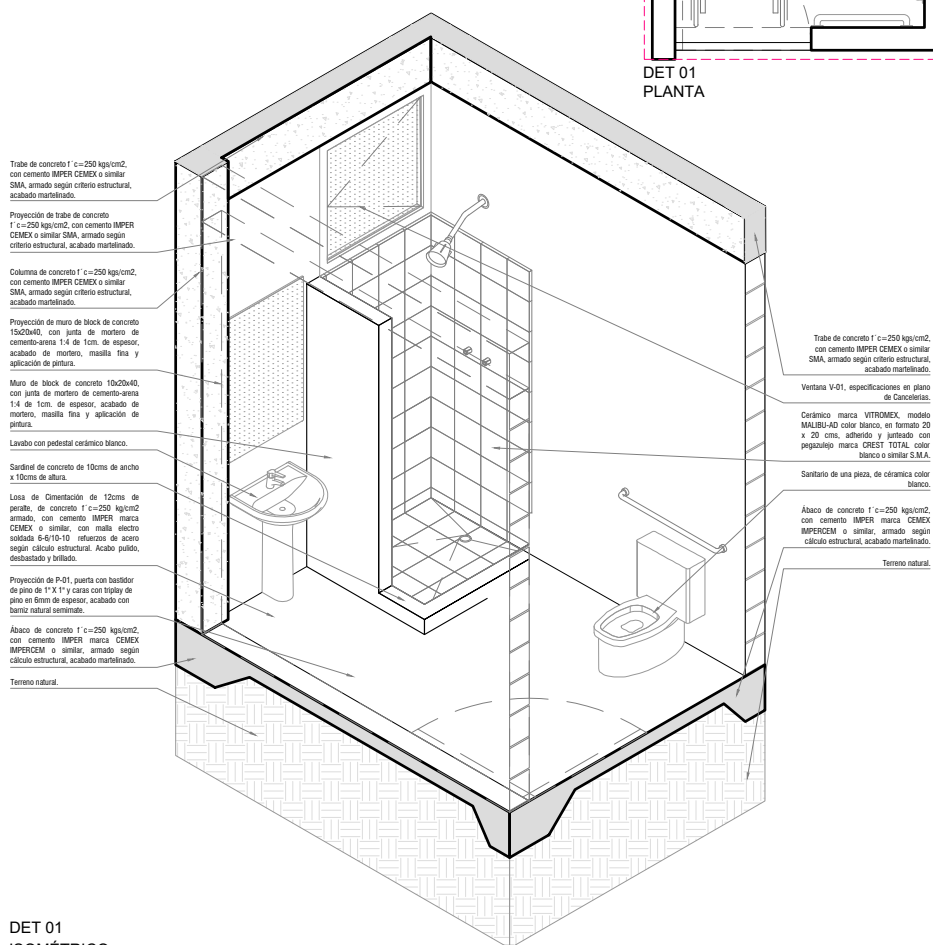 DET 01
PLANTA
Trabe de concreto f´c=250 kgs/cm2,
con cemento IMPER CEMEX o similar
SMA, armado según criterio estructural,
acabado martelinado.
Proyección de trabe de concreto
f´c=250 kgs/cm2, con cemento IMPER
CEMEX o similar SMA, armado según
criterio estructural, acabado martelinado.
Columna de concreto f´c=250 kgs/cm2,
con cemento IMPER CEMEX o similar
SMA, armado según criterio estructural,
acabado martelinado.
Proyección de muro de block de concreto
15x20x40, con junta de mortero de
cemento-arena 1:4 de 1cm. de espesor,
acabado de mortero, masilla fina y
aplicación de pintura.
Muro de block de concreto 10x20x40,
con junta de mortero de cemento-arena
1:4 de 1cm. de espesor, acabado de
mortero, masilla fina y aplicación de
pintura.
Lavabo con pedestal cerámico blanco.
Sardinel de concreto de 10cms de ancho
x 10cms de altura.
Losa de Cimentación de 12cms de
peralte, de concreto f´c=250 kg/cm2
armado, con cemento IMPER marca
CEMEX o similar, con malla electro
soldada 6-6/10-10 refuerzos de acero
según cálculo estructural. Acabo pulido,
desbastado y brillado.
Proyección de P-01, puerta con bastidor
de pino de 1" X 1" y caras con triplay de
pino en 6mm de espesor, acabado con
barniz natural semimate.
Ábaco de concreto f´c=250 kgs/cm2,
con cemento IMPER marca CEMEX
IMPERCEM o similar, armado según
cálculo estructural, acabado martelinado.
Terreno natural.
Trabe de concreto f´c=250 kgs/cm2,
con cemento IMPER CEMEX o similar
SMA, armado según criterio estructural,
acabado martelinado.
Ventana V-01, especificaciones en plano
de Cancelerias.
Cerámico marca VITROMEX, modelo
MALIBU-AD color blanco, en formato 20
x 20 cms, adherido y junteado con
pegazulejo marca CREST TOTAL color
blanco o similar S.M.A.
Sanitario de una pieza, de céramica color
blanco.
Ábaco de concreto f´c=250 kgs/cm2,
con cemento IMPER marca CEMEX
IMPERCEM o similar, armado según
cálculo estructural, acabado martelinado.
Terreno natural.
DET 01
ISOMÉTRICO